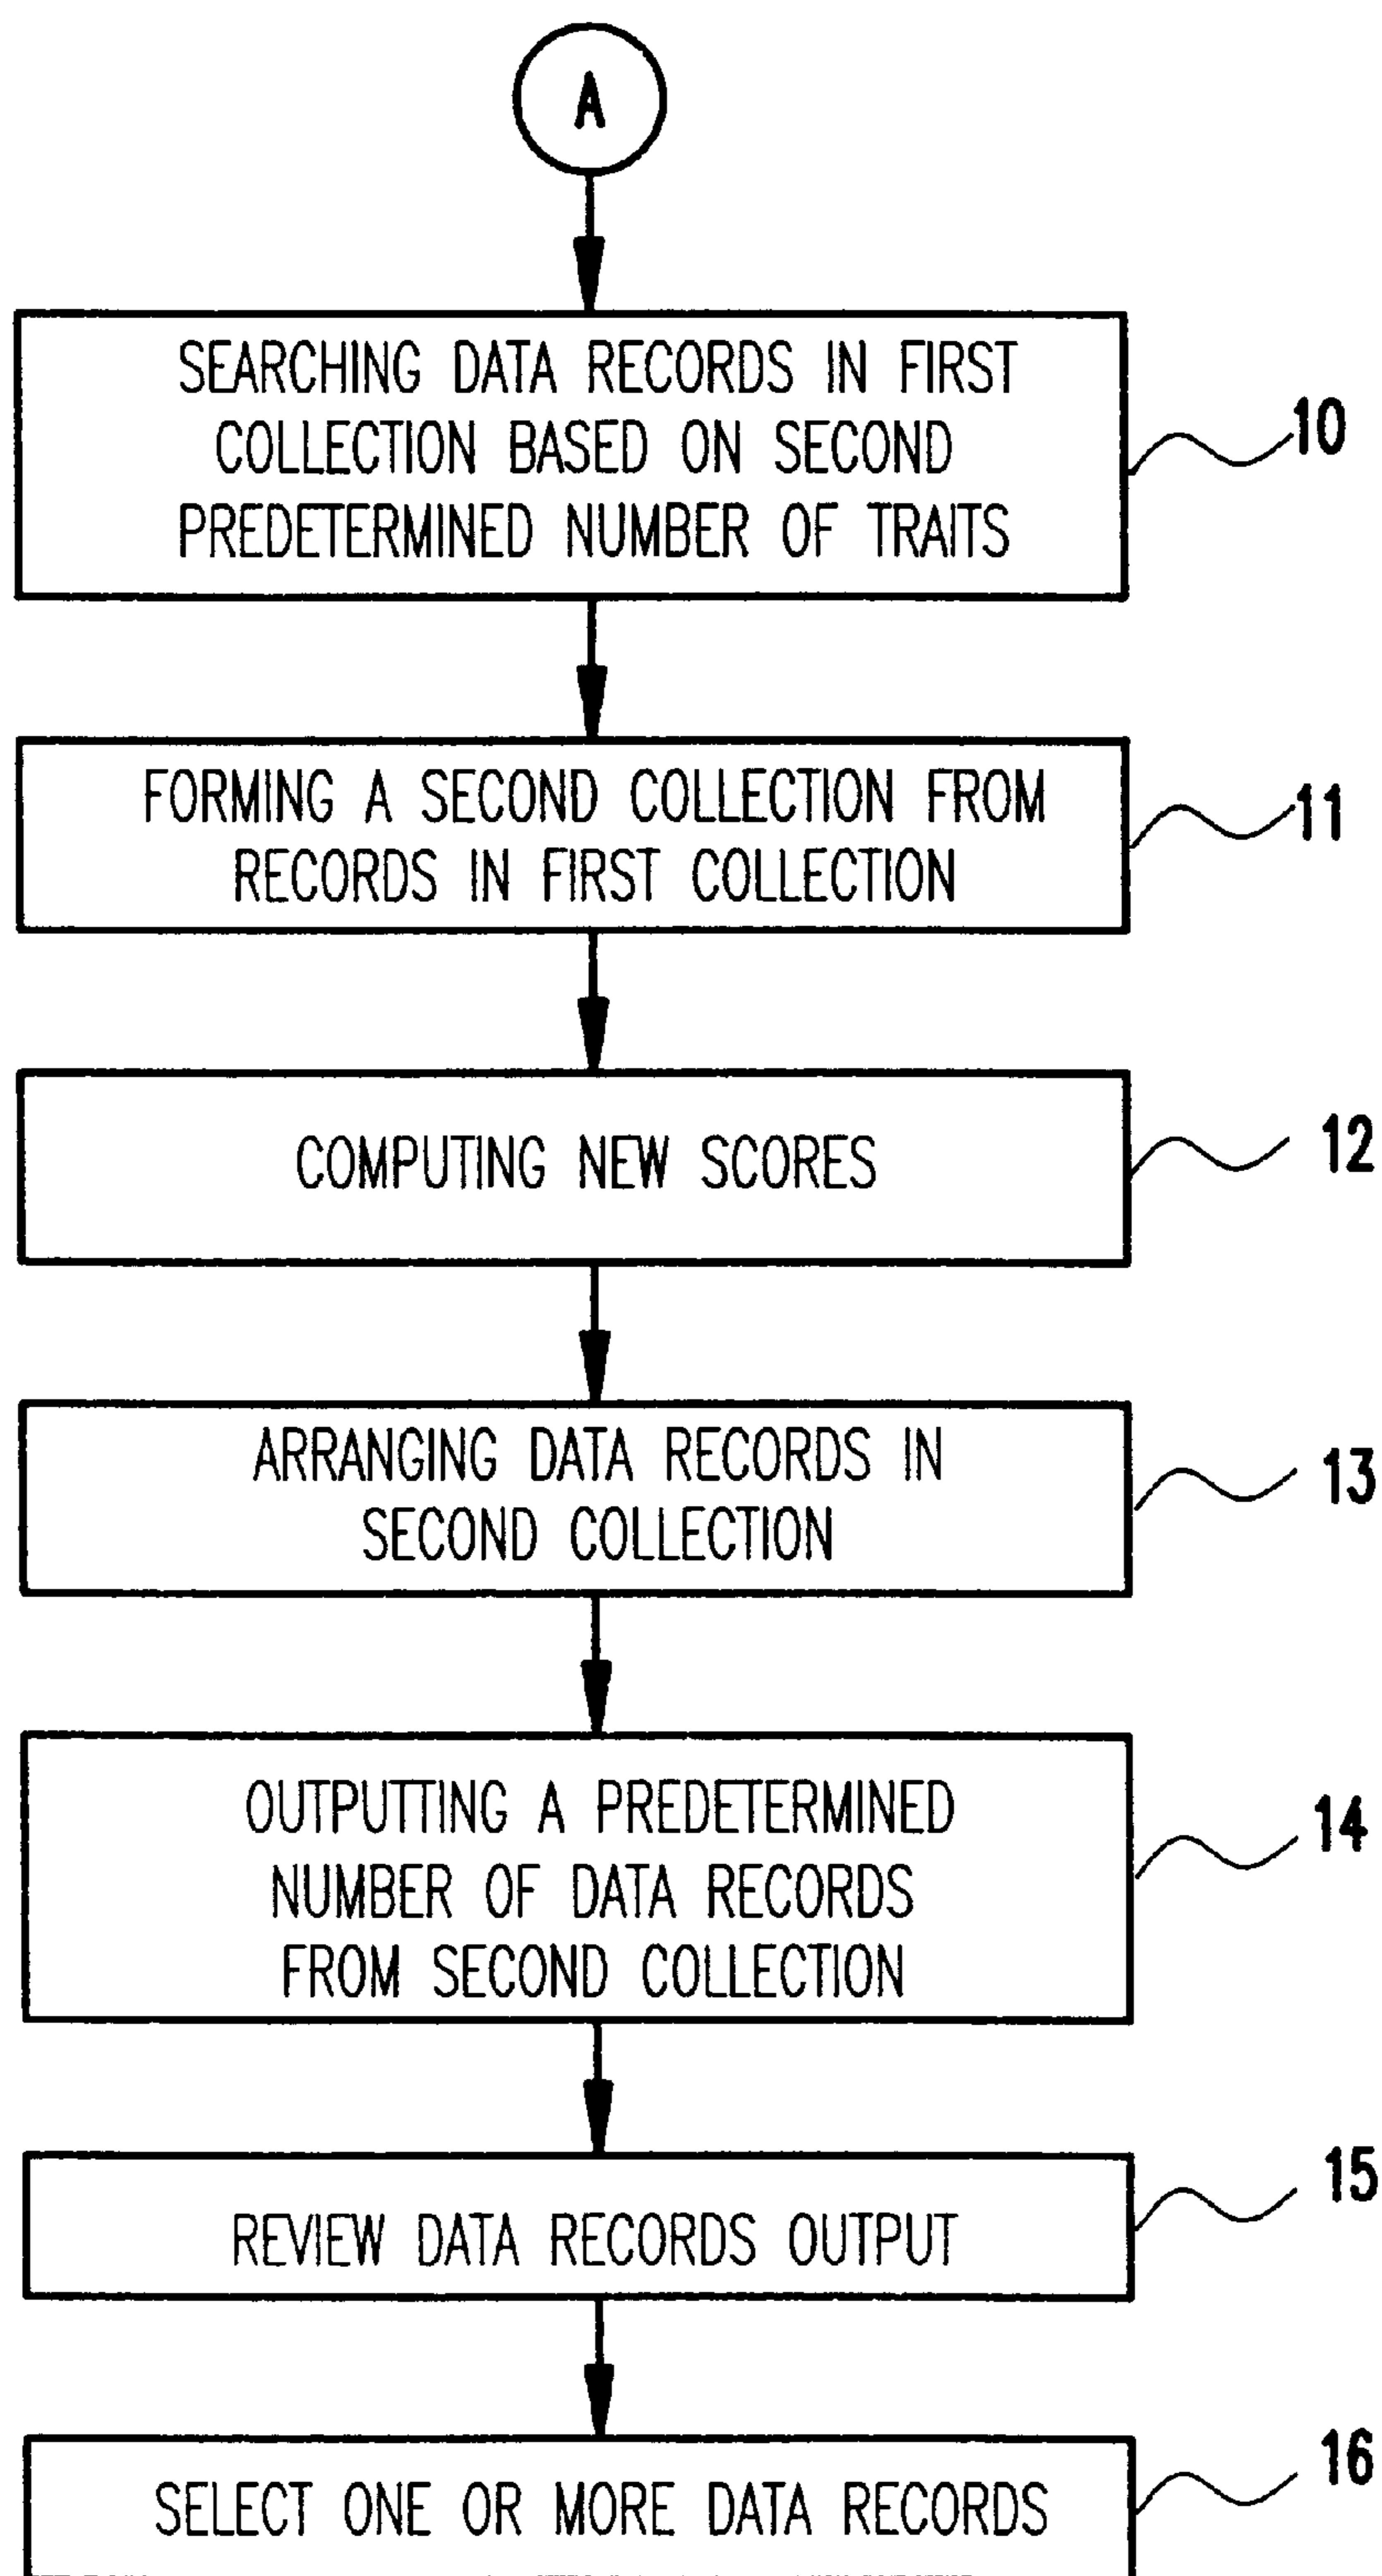 A
SEARCHING DATA RECORDS IN FIRST
COLLECTION BASED ON SECOND
PREDETERMINED NUMBER OF TRAITS
10
FORMING A SECOND COLLECTION FROM
RECORDS IN FIRST COLLECTION
11
COMPUTING NEW SCORES
12
ARRANGING DATA RECORDS IN
SECOND COLLECTION
13
OUTPUTTING A PREDETERMINED
NUMBER OF DATA RECORDS
FROM SECOND COLLECTION
14
REVIEW DATA RECORDS OUTPUT
15
SELECT ONE OR MORE DATA RECORDS
16